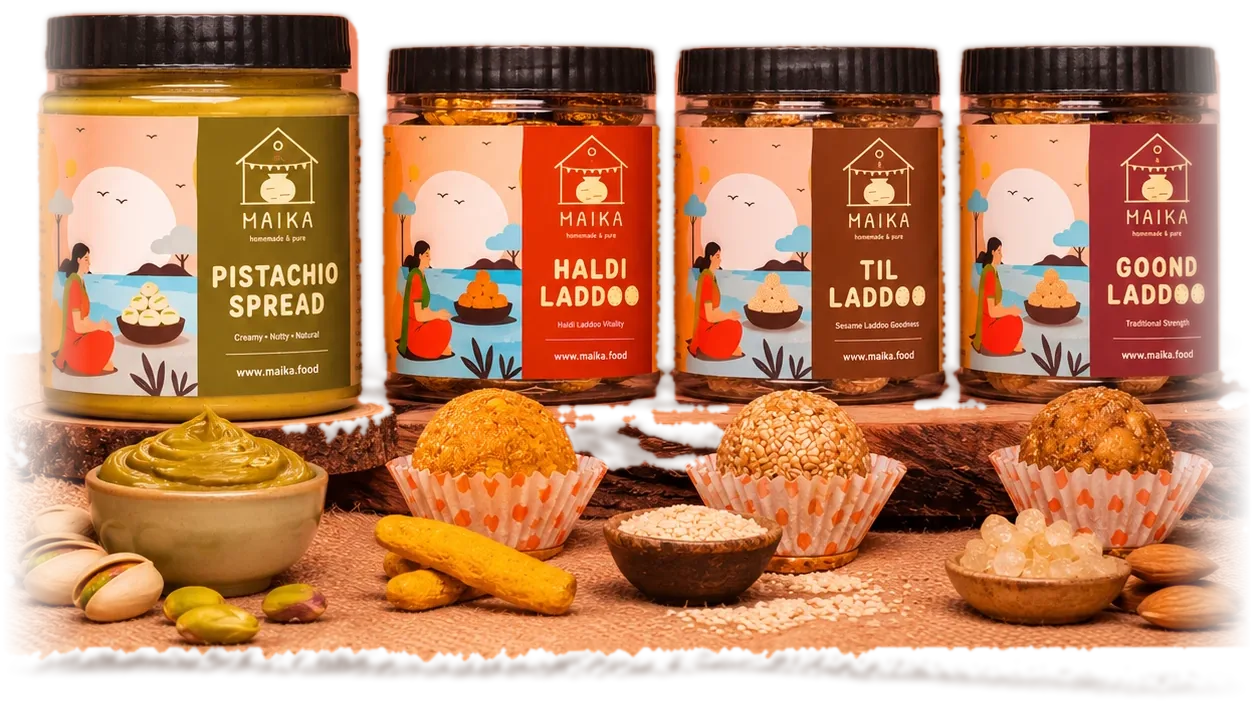 MAIKA
homemade & pure
PISTACHIO
SPREAD
Creamy • Nutty • Natural
www.maika.food
MAIKA
homemade & pure
HALDI
LADDOO
Haldi Laddoo Vitality
www.maika.food
MAIKA
homemade & pure
TIL
LADDOO
Sesame Laddoo Goodness
www.maika.food
MAIKA
homemade & pure
GOOND
LADDOO
Traditional Strength
www.maika.food